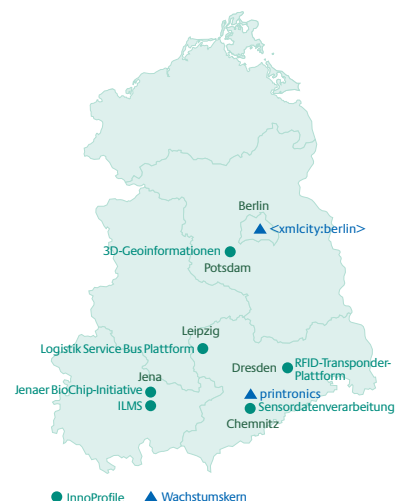 Berlin
<xmlcity:berlin>
3D-Geoinformationen
Potsdam
Leipzig
Logistik Service Bus Plattform
Dresden
RFID-Transponder-
Plattform
Jena
Jenaer BioChip-Initiative
ILMS
printronics
Sensordatenverarbeitung
Chemnitz
InnoProfile
Wachstumskern